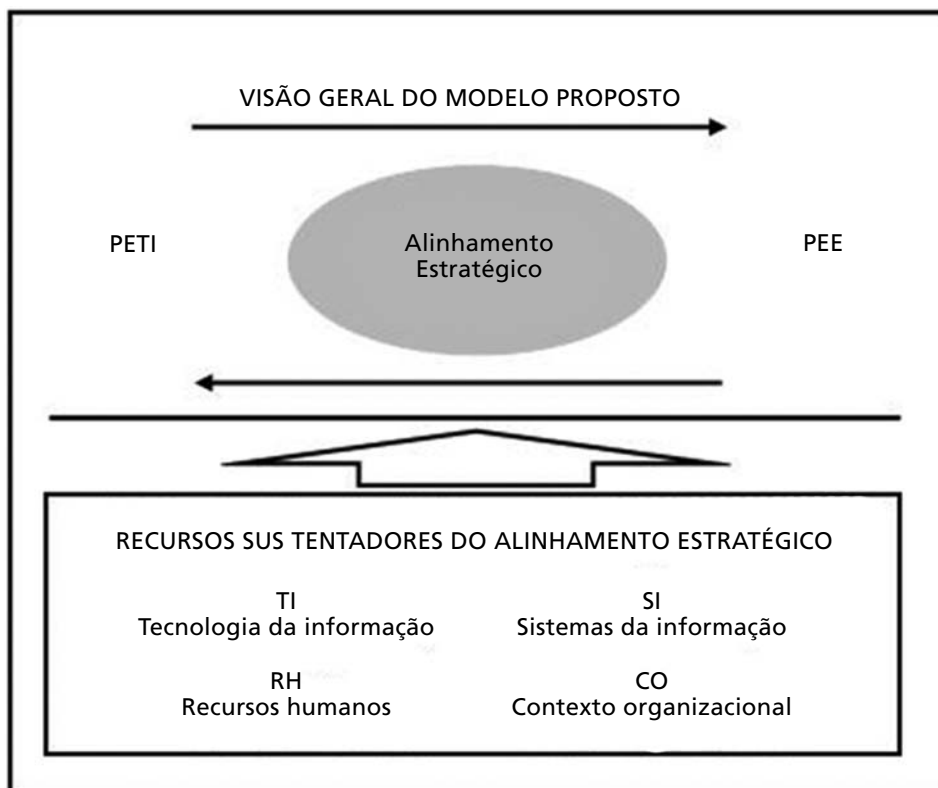 VISÃO GERAL DO MODELO PROPOSTO
PETI
Alinhamento
Estratégico
PEE
RECURSOS SUS TENTADORES DO ALINHAMENTO ESTRATÉGICO
TI
Tecnologia da informação
SI
Sistemas da informação
RH
Recursos humanos
CO
Contexto organizacional